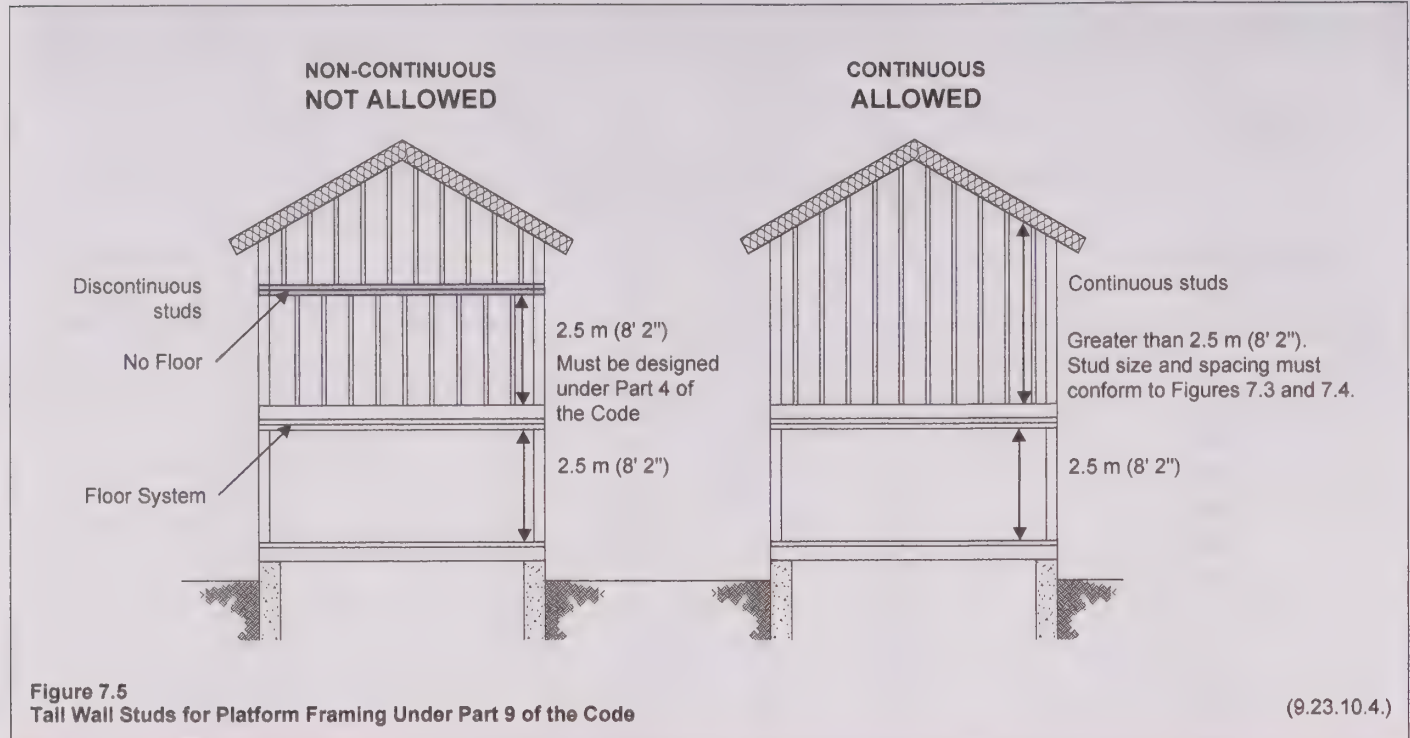 NON-CONTINUOUS
NOT ALLOWED
Discontinuous
studs
No Floor
Floor System
2.5 m (8' 2")
Must be designed
under Part 4 of
the Code
2.5 m (8' 2")
CONTINUOUS
ALLOWED
Continuous studs
Greater than 2.5 m (8' 2").
Stud size and spacing must
conform to Figures 7.3 and 7.4.
2.5 m (8' 2")
Figure 7.5
Tall Wall Studs for Platform Framing Under Part 9 of the Code
(9.23.10.4.)